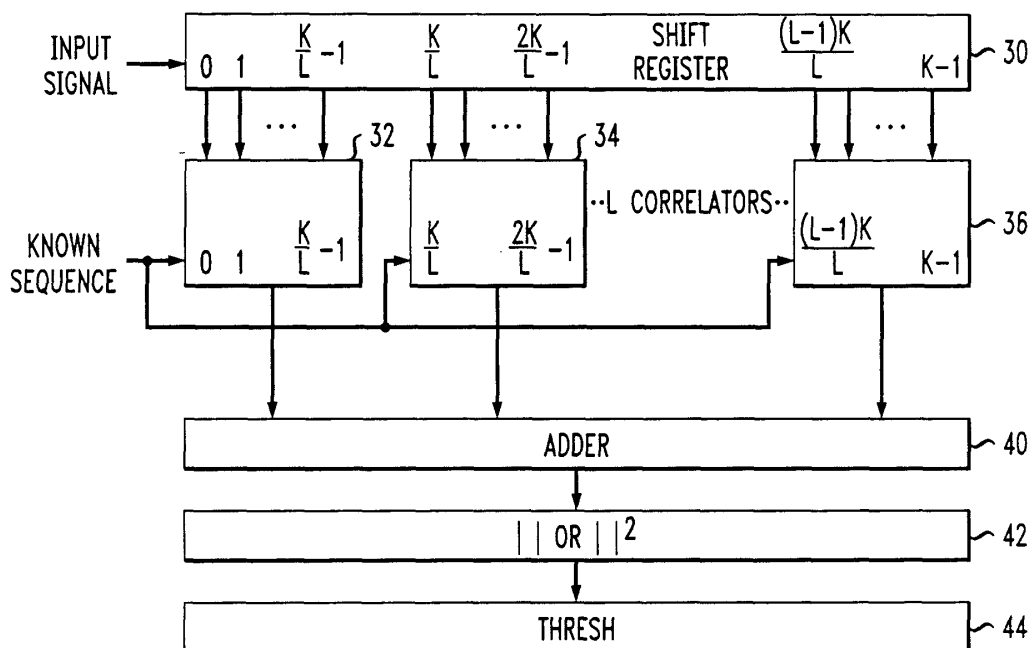 INPUT SIGNAL
0 1 K/L -1 K/L 2K/L -1 SHIFT REGISTER (L-1)K/L K-1
30
... ... ...
32
34
36
··L CORRELATORS··
KNOWN SEQUENCE
0 1 K/L -1
K/L 2K/L -1
(L-1)K/L K-1
ADDER
40
| | OR | |²
42
THRESH
44